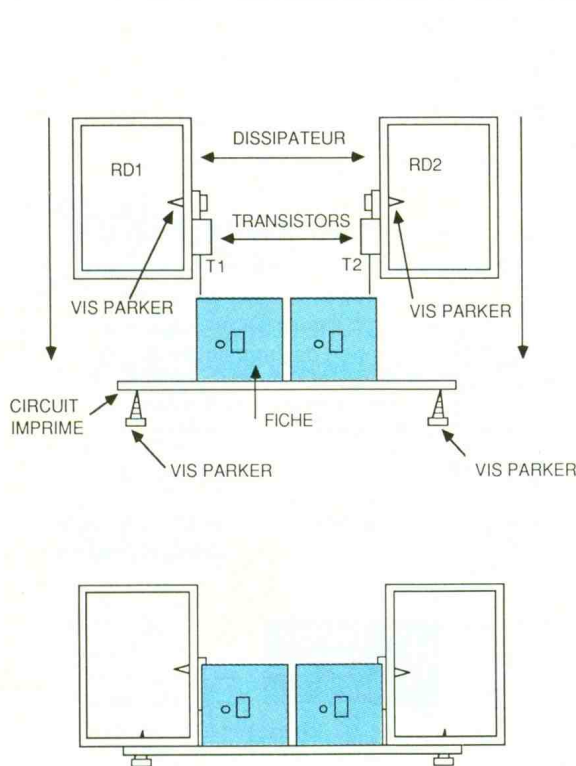 DISSIPATEUR
RD1
RD2
TRANSISTORS
T1
T2
VIS PARKER
VIS PARKER
CIRCUIT
IMPRIME
FICHE
VIS PARKER
VIS PARKER